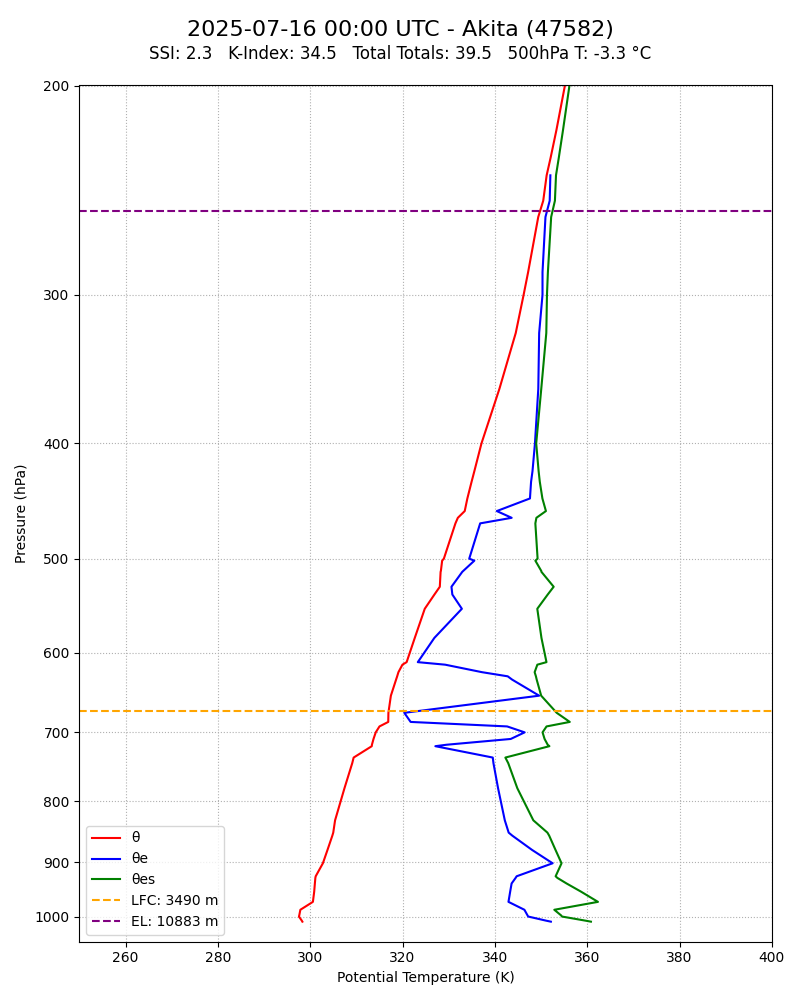 2025-07-16 00:00 UTC - Akita (47582)
SSI: 2.3   K-Index: 34.5   Total Totals: 39.5   500hPa T: -3.3 °C
200
300
400
500
600
700
800
900
1000
Pressure (hPa)
θ
θe
θes
LFC: 3490 m
EL: 10883 m
260 280 300 320 340 360 380 400
Potential Temperature (K)